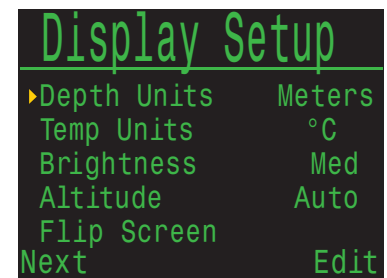 Display Setup
Depth Units Meters
Temp Units °C
Brightness Med
Altitude Auto
Flip Screen
Next Edit